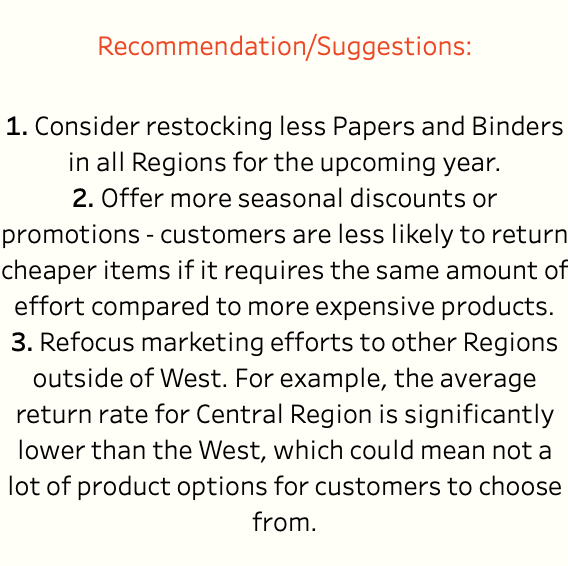 Recommendation/Suggestions:
1. Consider restocking less Papers and Binders
in all Regions for the upcoming year.
2. Offer more seasonal discounts or
promotions - customers are less likely to return
cheaper items if it requires the same amount of
effort compared to more expensive products.
3. Refocus marketing efforts to other Regions
outside of West. For example, the average
return rate for Central Region is significantly
lower than the West, which could mean not a
lot of product options for customers to choose
from.